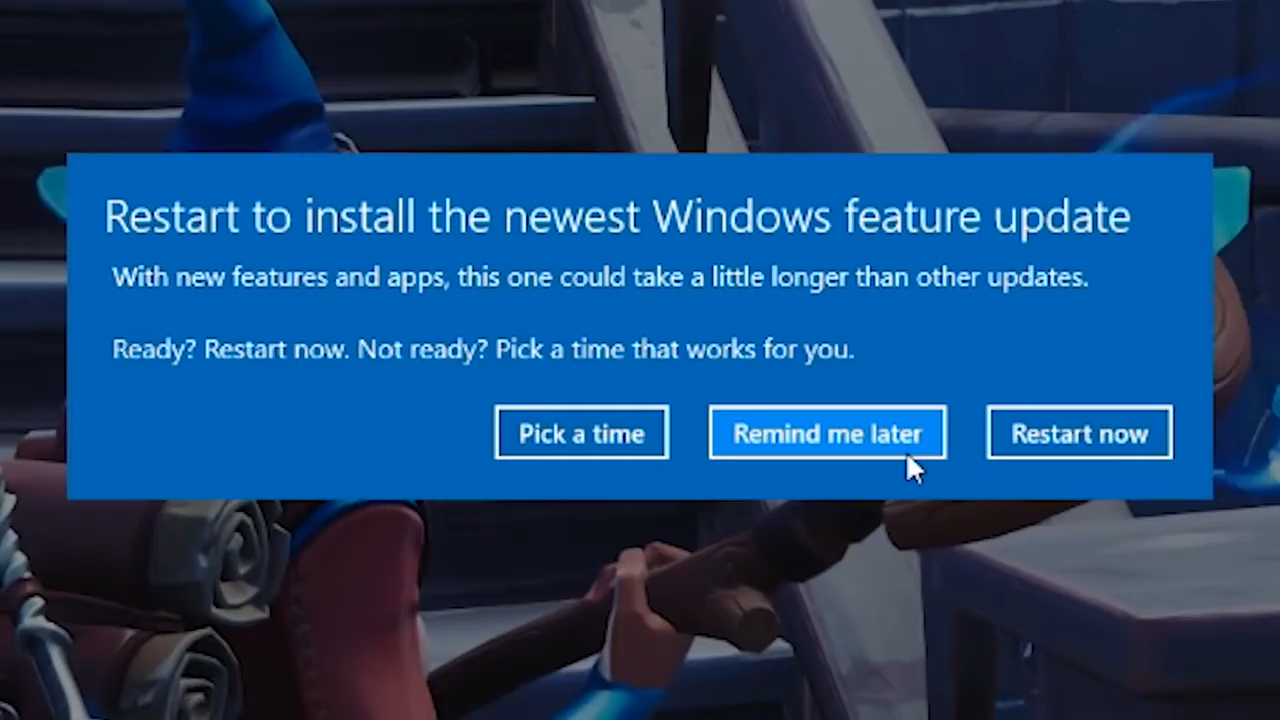 Restart to install the newest Windows feature update
With new features and apps, this one could take a little longer than other updates.
Ready? Restart now. Not ready? Pick a time that works for you.
Pick a time Remind me later Restart now